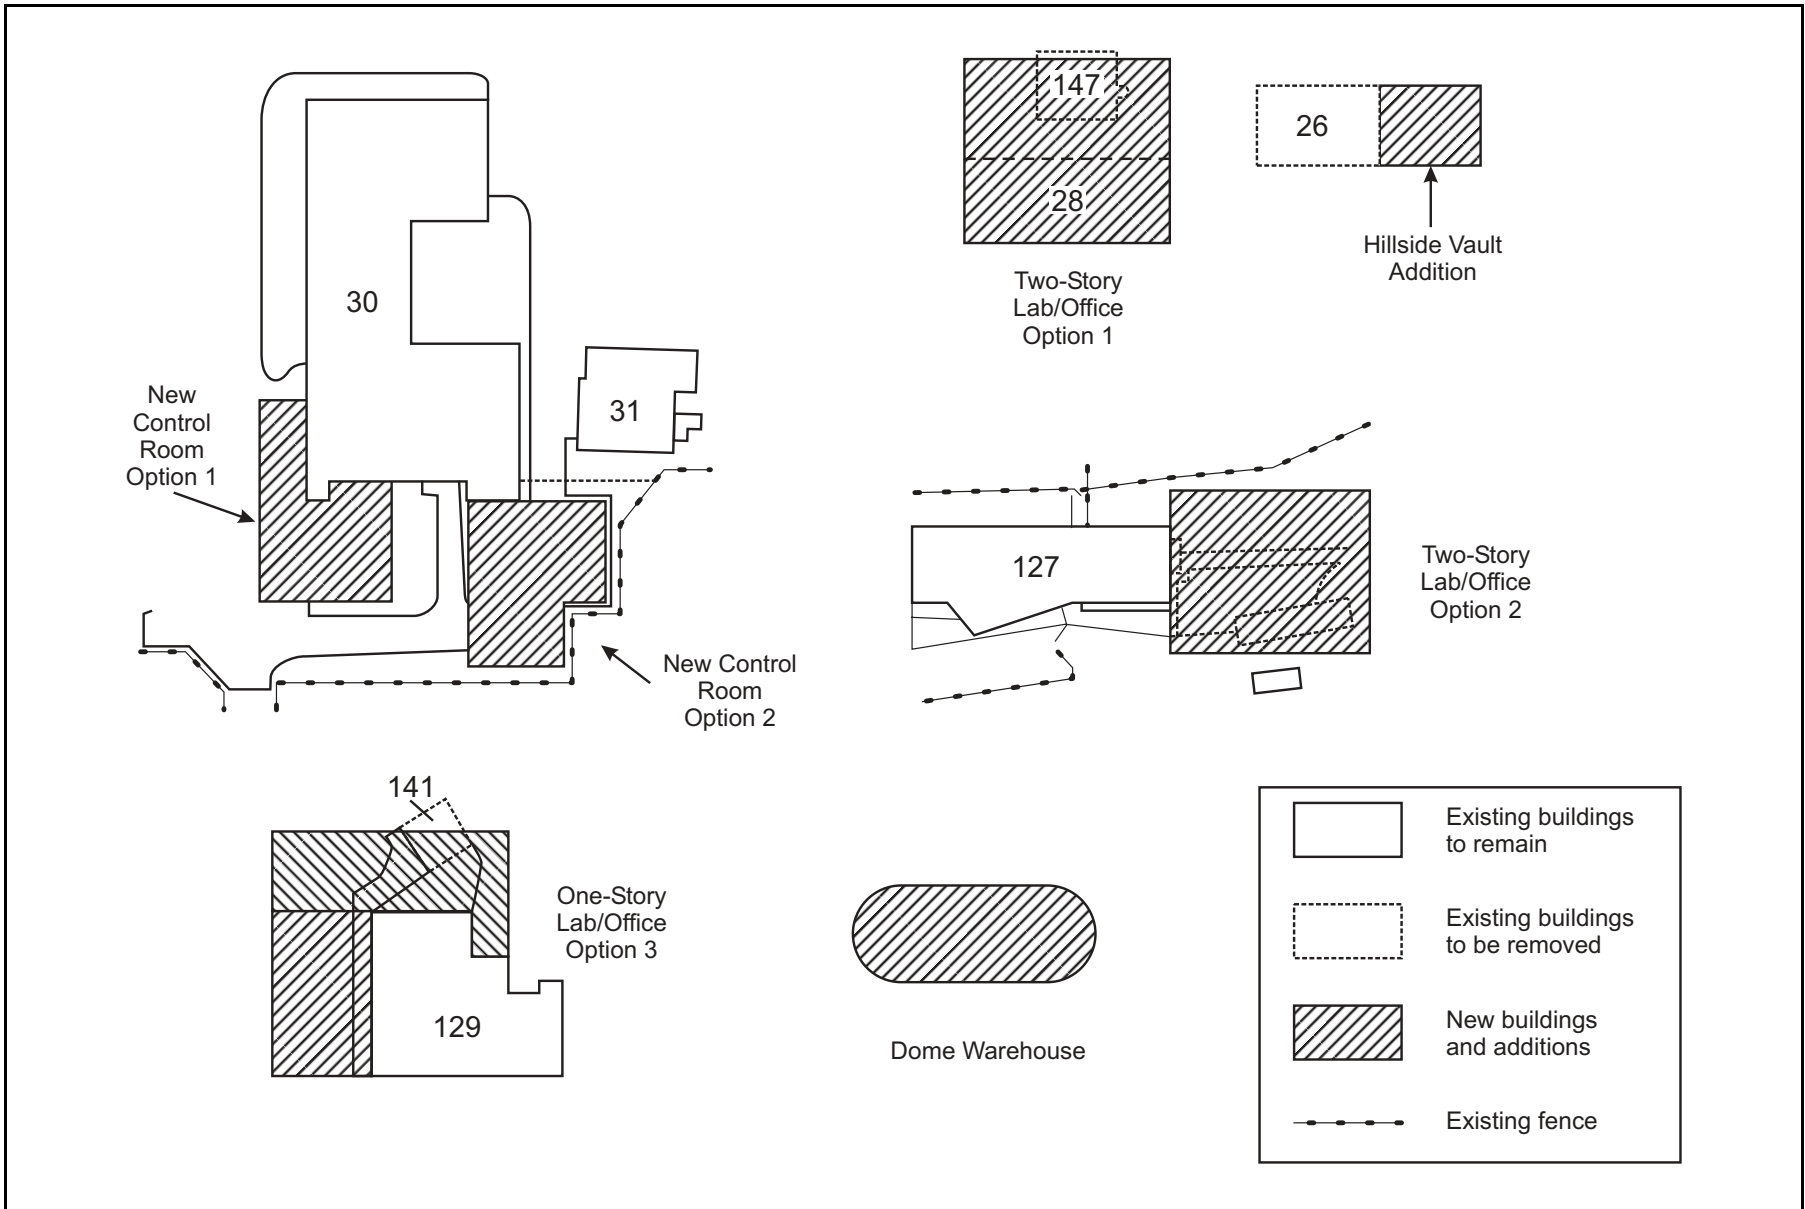 147
26
28
Hillside Vault
Addition
Two-Story
Lab/Office
Option 1
30
31
New
Control
Room
Option 1
127
Two-Story
Lab/Office
Option 2
New Control
Room
Option 2
141
One-Story
Lab/Office
Option 3
129
Dome Warehouse
Existing buildings
to remain
Existing buildings
to be removed
New buildings
and additions
Existing fence